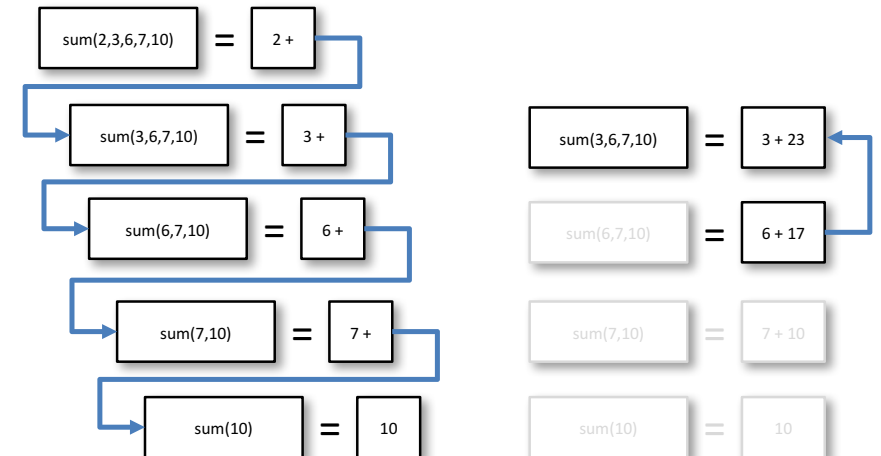 sum(2,3,6,7,10) = 2 +
sum(3,6,7,10) = 3 +
sum(6,7,10) = 6 +
sum(7,10) = 7 +
sum(10) = 10
sum(3,6,7,10) = 3 + 23
sum(6,7,10) = 6 + 17
sum(7,10) = 7 + 10
sum(10) = 10